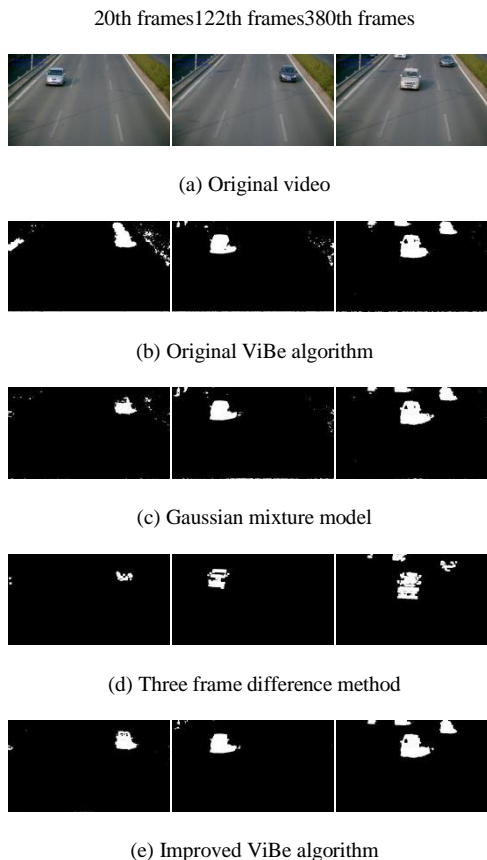 20th frames122th frames380th frames
(a) Original video
(b) Original ViBe algorithm
(c) Gaussian mixture model
(d) Three frame difference method
(e) Improved ViBe algorithm